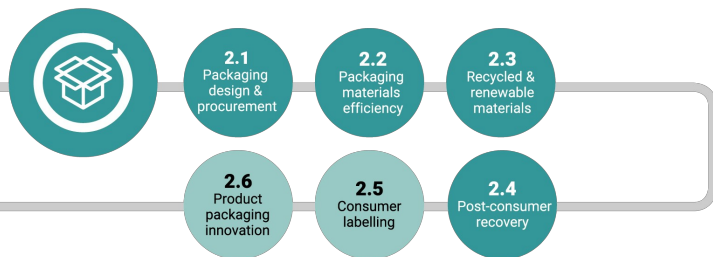 2.1
Packaging
design &
procurement
2.2
Packaging
materials
efficiency
2.3
Recycled &
renewable
materials
2.6
Product
packaging
innovation
2.5
Consumer
labelling
2.4
Post-consumer
recovery